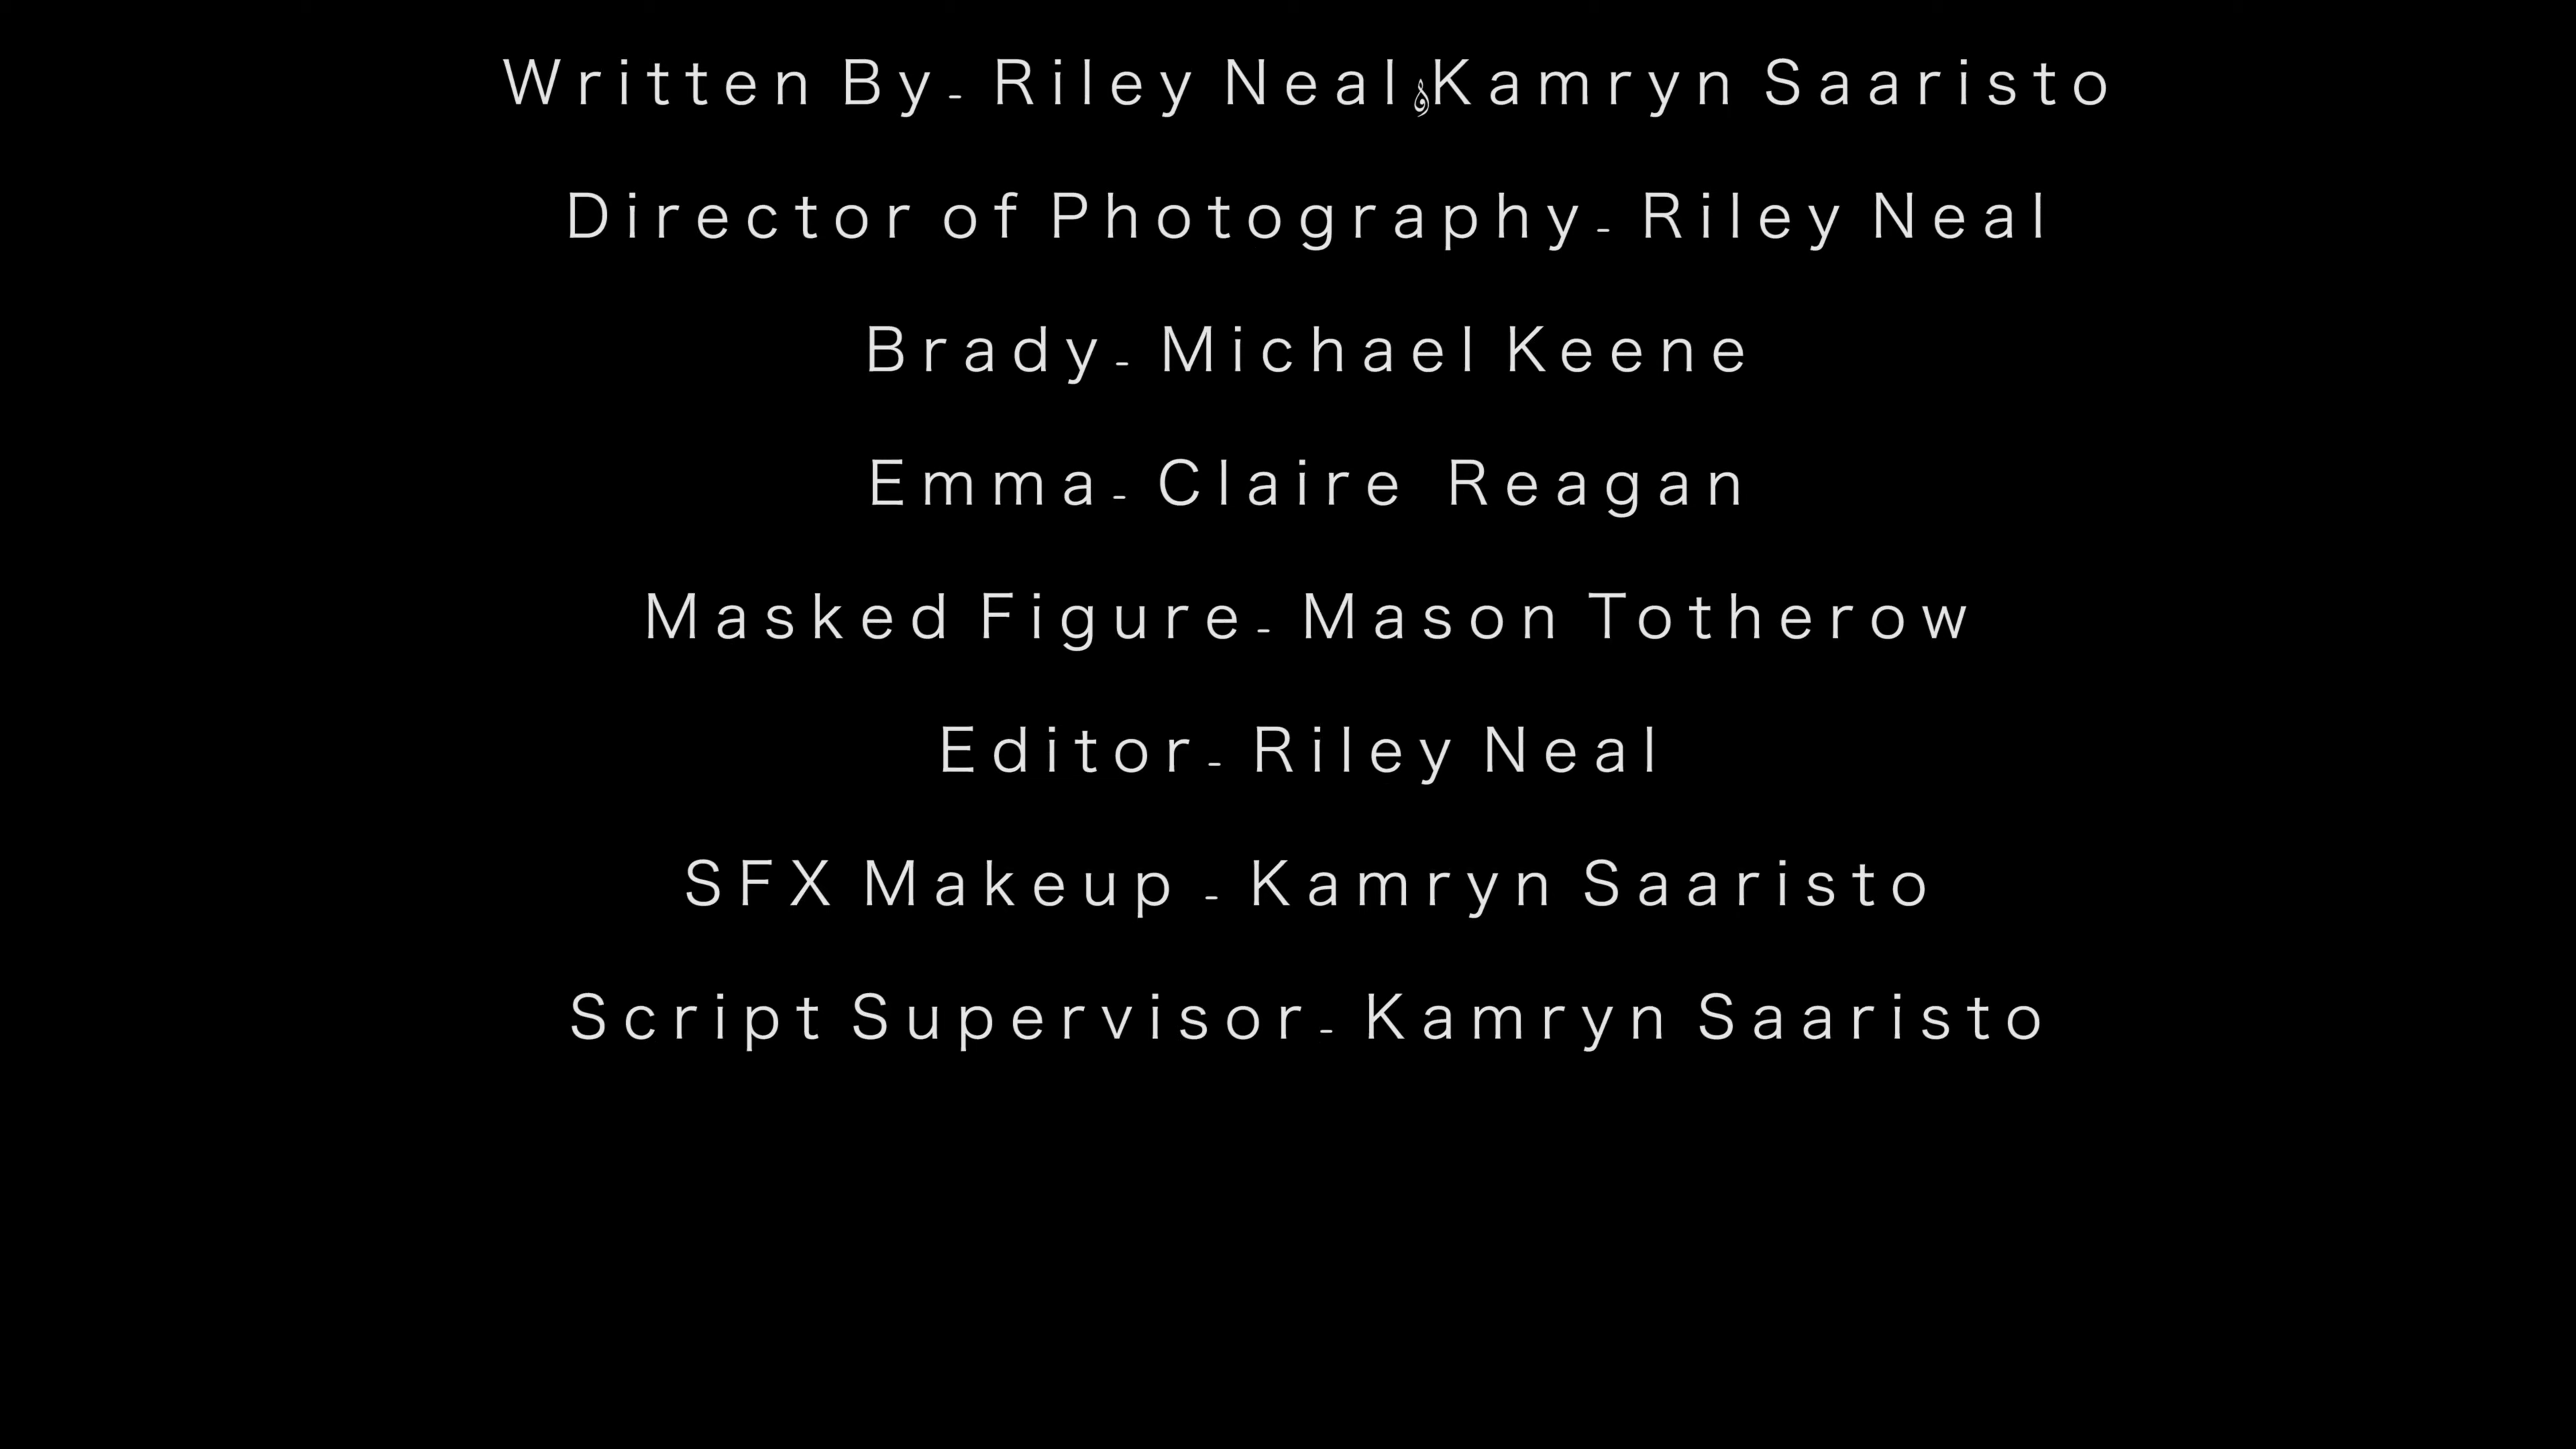 Written By- Riley Neal & Kamryn Saaristo
Director of Photography- Riley Neal
Brady- Michael Keene
Emma- Claire Reagan
Masked Figure- Mason Totherow
Editor- Riley Neal
SFX Makeup - Kamryn Saaristo
Script Supervisor- Kamryn Saaristo